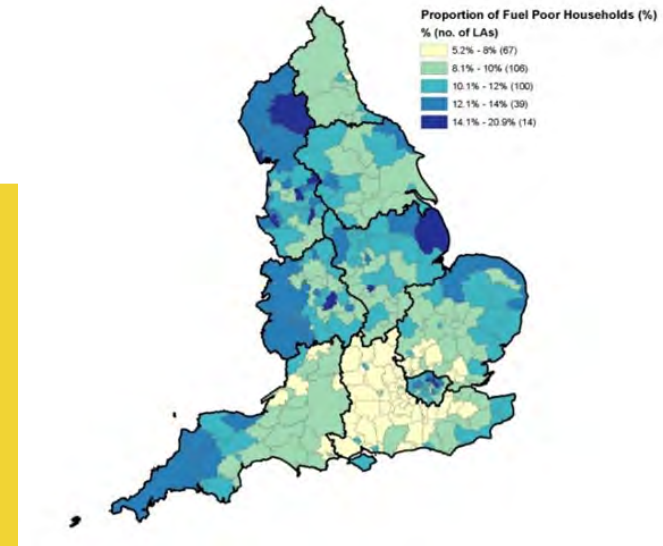 Proportion of Fuel Poor Households (%)
% (no. of LAs)
5.2% - 8% (67)
8.1% - 10% (106)
10.1% - 12% (100)
12.1% - 14% (39)
14.1% - 20.9% (14)